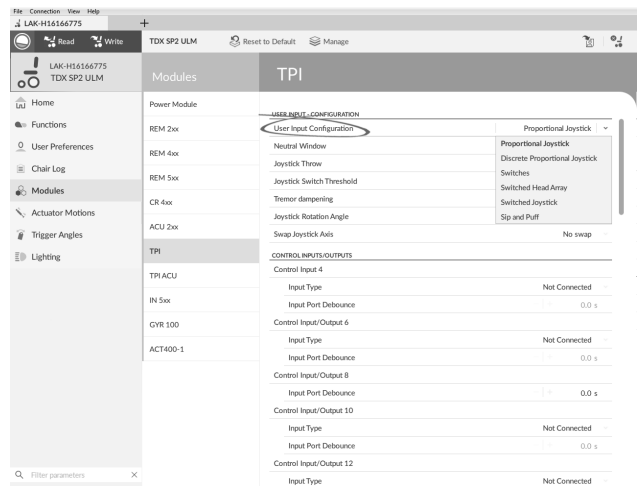 File Connection View Help
LAK-H16166775 +
Read Write TDX SP2 ULM Reset to Default Manage
LAK-H16166775
TDX SP2 ULM
Home
Functions
User Preferences
Chair Log
Modules
Actuator Motions
Trigger Angles
Lighting
Filter parameters
Modules
Power Module
REM 2xx
REM 4xx
REM 5xx
CR 4xx
ACU 2xx
TPI
TPI ACU
IN 5xx
GYR 100
ACT400-1
TPI
USER INPUT - CONFIGURATION
User Input Configuration Proportional Joystick
Proportional Joystick
Discrete Proportional Joystick
Switches
Switched Head Array
Switched Joystick
Sip and Puff
Neutral Window
Joystick Throw
Joystick Switch Threshold
Tremor dampening
Joystick Rotation Angle
Swap Joystick Axis No swap
CONTROL INPUTS/OUTPUTS
Control Input 4
Input Type Not Connected
Input Port Debounce 0.0 s
Control Input/Output 6
Input Type Not Connected
Input Port Debounce 0.0 s
Control Input/Output 8
Input Port Debounce 0.0 s
Control Input/Output 10
Input Type Not Connected
Input Port Debounce 0.0 s
Control Input/Output 12
Input Type Not Connected